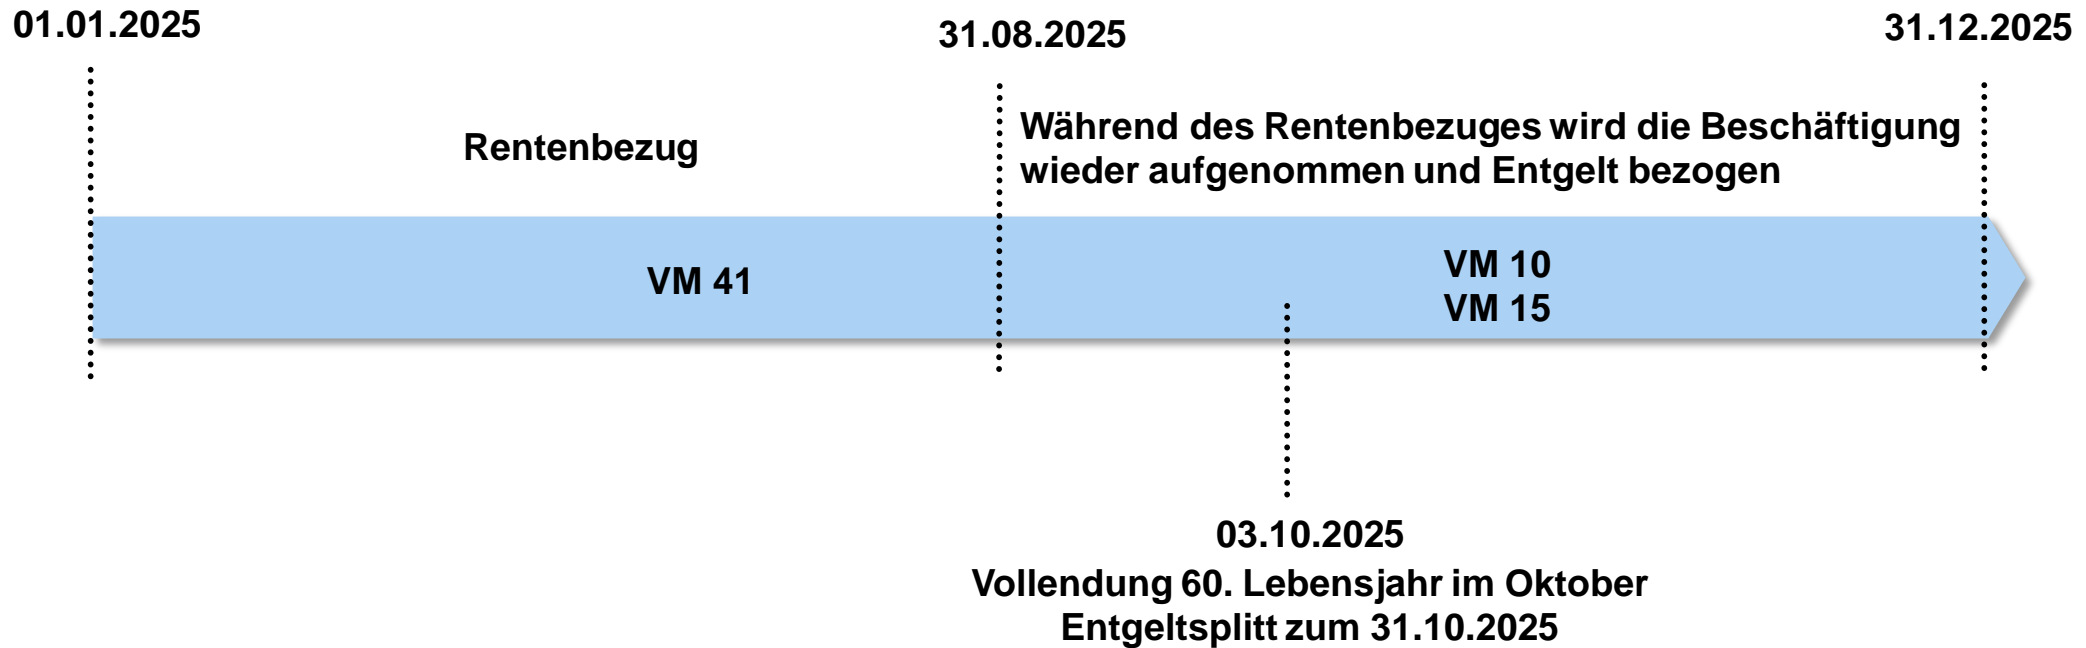 01.01.2025
31.08.2025
31.12.2025
Rentenbezug
Während des Rentenbezuges wird die Beschäftigung
wieder aufgenommen und Entgelt bezogen
VM 41
VM 10
VM 15
03.10.2025
Vollendung 60. Lebensjahr im Oktober
Entgeltsplitt zum 31.10.2025